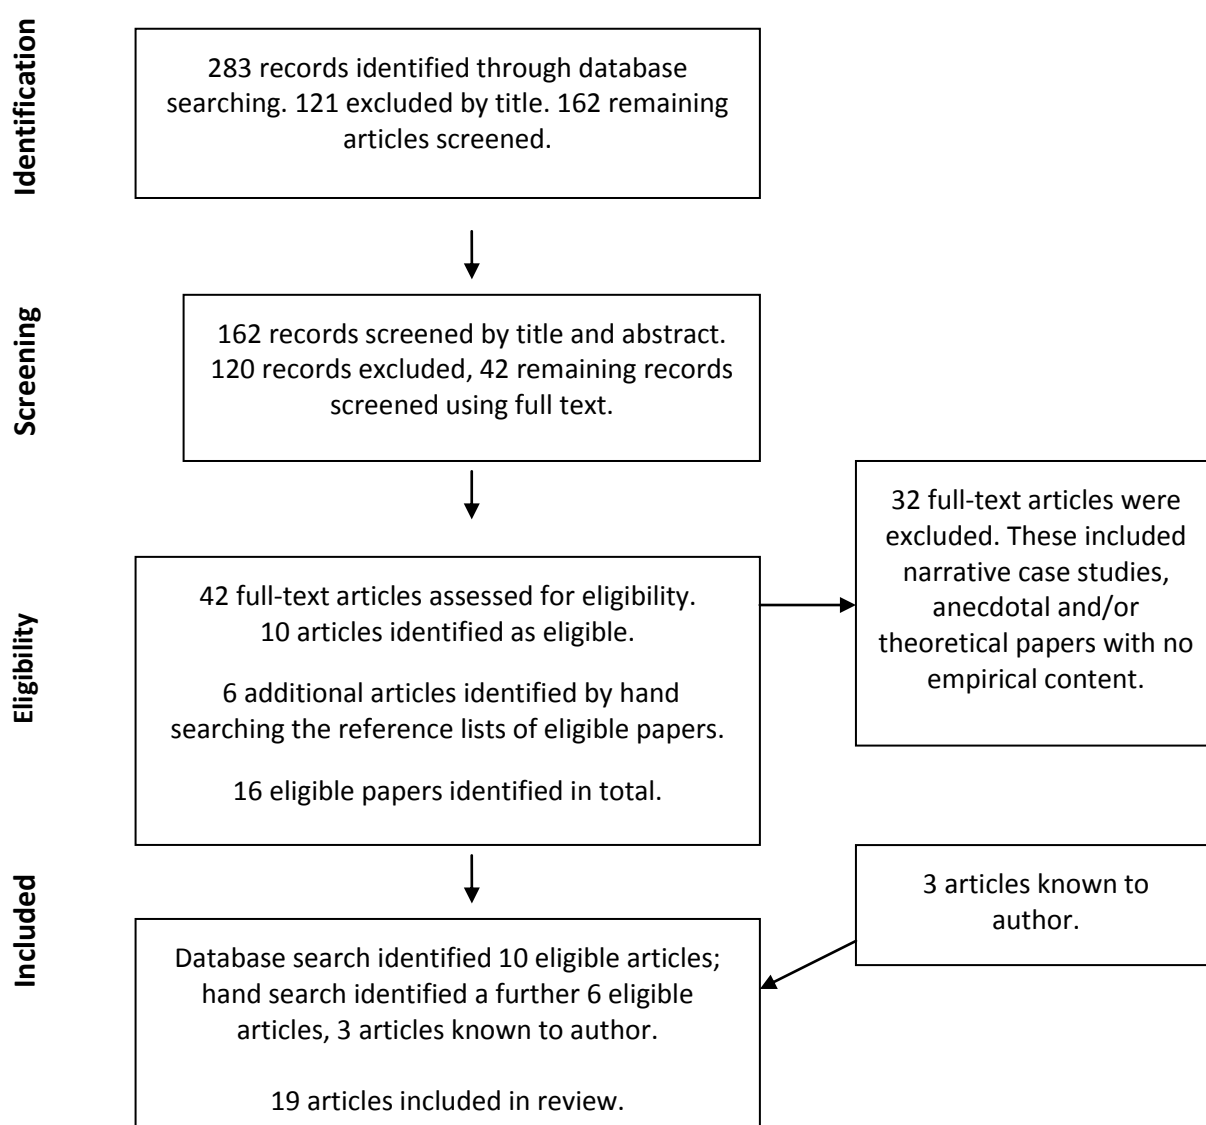 Identification
283 records identified through database
searching. 121 excluded by title. 162 remaining
articles screened.
Screening
162 records screened by title and abstract.
120 records excluded, 42 remaining records
screened using full text.
Eligibility
42 full-text articles assessed for eligibility.
10 articles identified as eligible.
6 additional articles identified by hand
searching the reference lists of eligible papers.
16 eligible papers identified in total.
32 full-text articles were
excluded. These included
narrative case studies,
anecdotal and/or
theoretical papers with no
empirical content.
Included
Database search identified 10 eligible articles;
hand search identified a further 6 eligible
articles, 3 articles known to author.
19 articles included in review.
3 articles known to
author.